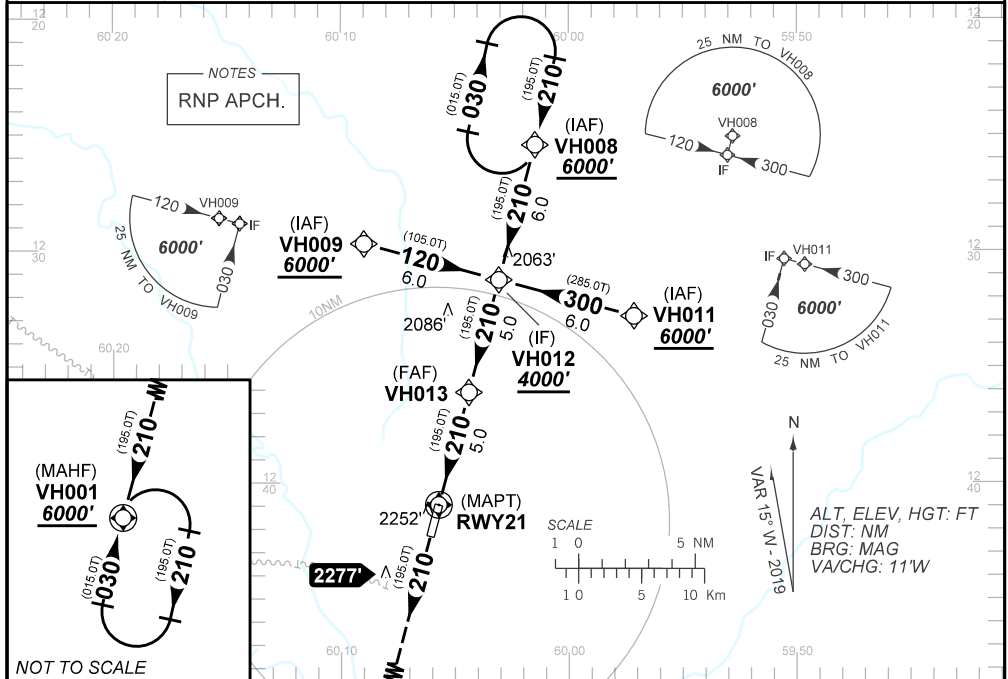 12
20
60 20
60 10
60 00
59 50
12
20
NOTES
RNP APCH.
(015.0T)
030
(195.0T)
210
(IAF)
VH008
6000'
25 NM TO VH008
6000'
VH008
120
IF
300
(195.0T)
210
6.0
120
VH009
IF
6000'
030
25 NM TO VH009
(IAF)
VH009
6000'
(105.0T)
120
6.0
2063'
(285.0T)
300
6.0
(IAF)
VH011
6000'
IF
VH011
300
6000'
030
25 NM TO VH011
12
30
12
30
10NM
2086'
(195.0T)
210
5.0
(IF)
VH012
4000'
60 20
(FAF)
VH013
(195.0T)
210
5.0
(195.0T)
210
(MAHF)
VH001
6000'
(015.0T)
030
210
NOT TO SCALE
12
40
2252'
(MAPT)
RWY21
(195.0T)
210
2277'
SCALE
1 0 5 NM
1 0 5 10 Km
N
VAR 15° W - 2019
12
40
ALT, ELEV, HGT: FT
DIST: NM
BRG: MAG
VA/CHG: 11'W
60 10
60 00
59 50